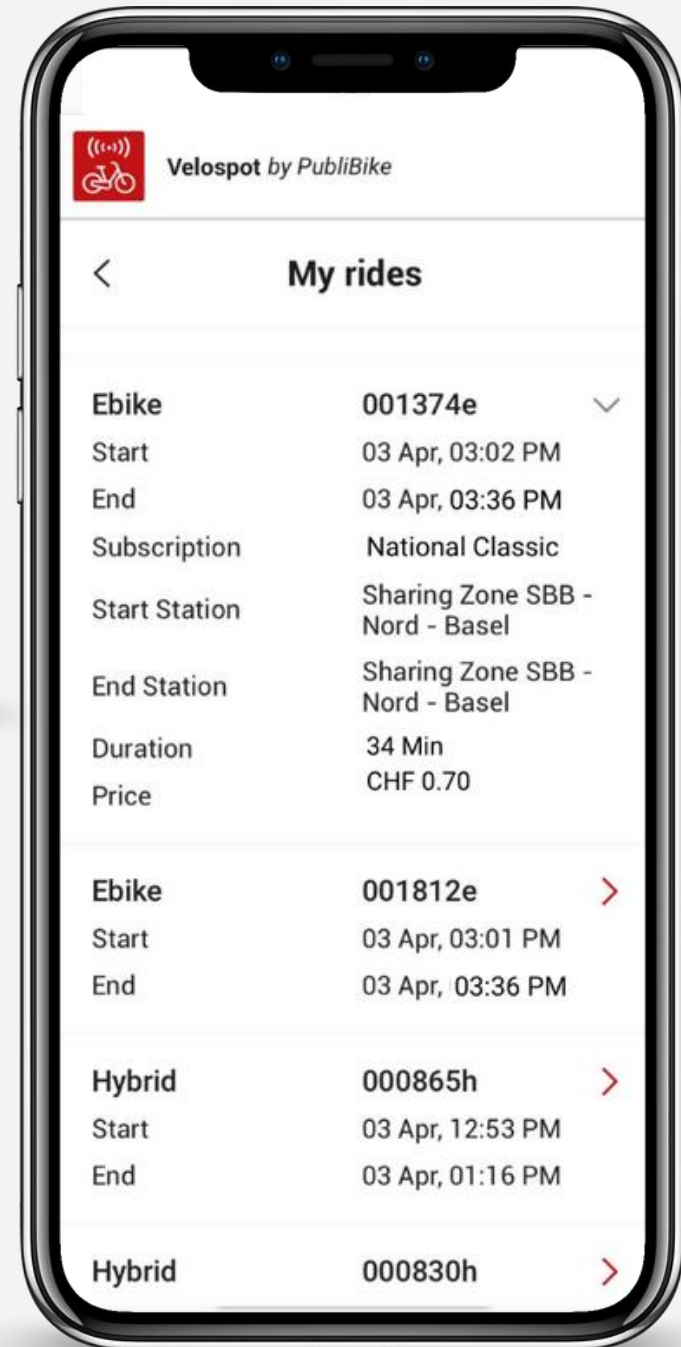 Velospot by PubliBike
My rides
Ebike 001374e
Start 03 Apr, 03:02 PM
End 03 Apr, 03:36 PM
Subscription National Classic
Start Station Sharing Zone SBB -
Nord - Basel
End Station Sharing Zone SBB -
Nord - Basel
Duration 34 Min
Price CHF 0.70
Ebike 001812e
Start 03 Apr, 03:01 PM
End 03 Apr, 03:36 PM
Hybrid 000865h
Start 03 Apr, 12:53 PM
End 03 Apr, 01:16 PM
Hybrid 000830h